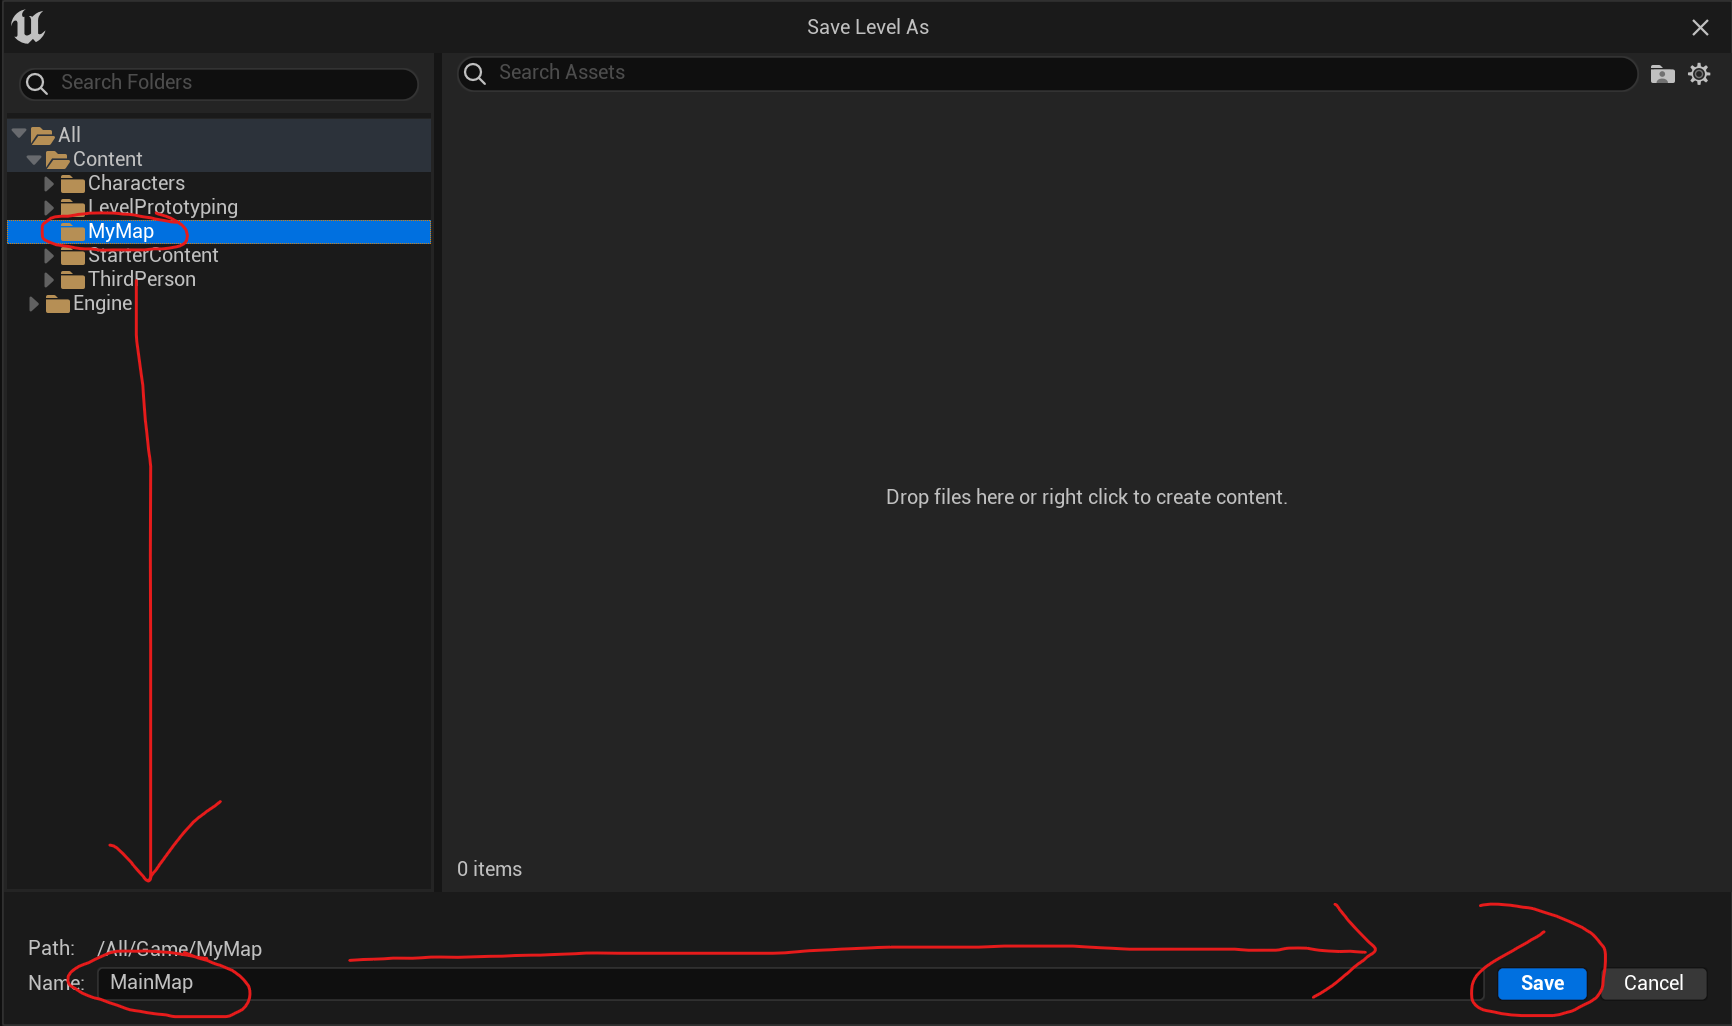 Save Level As
Search Folders
Search Assets
All
Content
Characters
LevelPrototyping
MyMap
StarterContent
ThirdPerson
Engine
Drop files here or right click to create content.
0 items
Path: /All/Game/MyMap
Name: MainMap
Save
Cancel